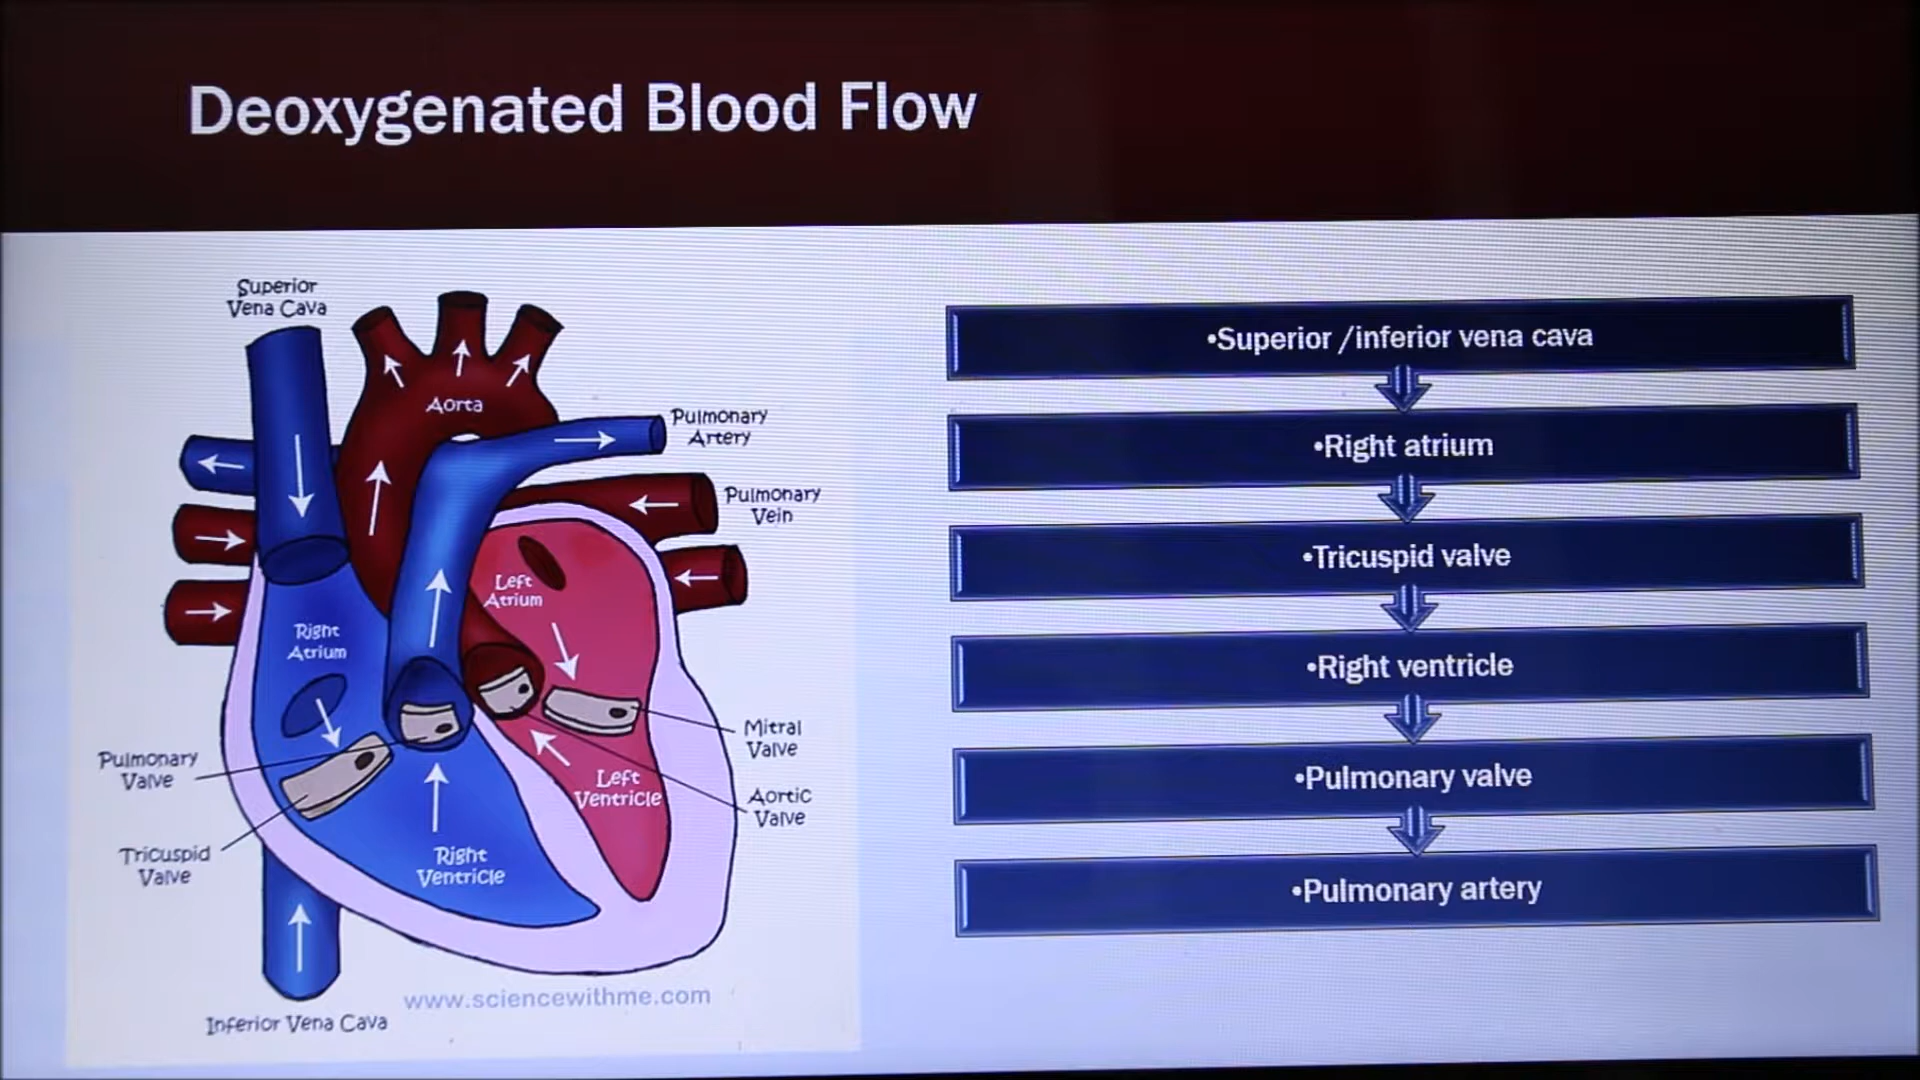 Deoxygenated Blood Flow
Superior
Vena Cava
Aorta
Pulmonary
Artery
Pulmonary
Vein
Left
Atrium
Right
Atrium
Mitral
Valve
Pulmonary
Valve
Left
Ventricle
Aortic
Valve
Tricuspid
Valve
Right
Ventricle
www.sciencewithme.com
Inferior Vena Cava
•Superior /inferior vena cava
•Right atrium
•Tricuspid valve
•Right ventricle
•Pulmonary valve
•Pulmonary artery